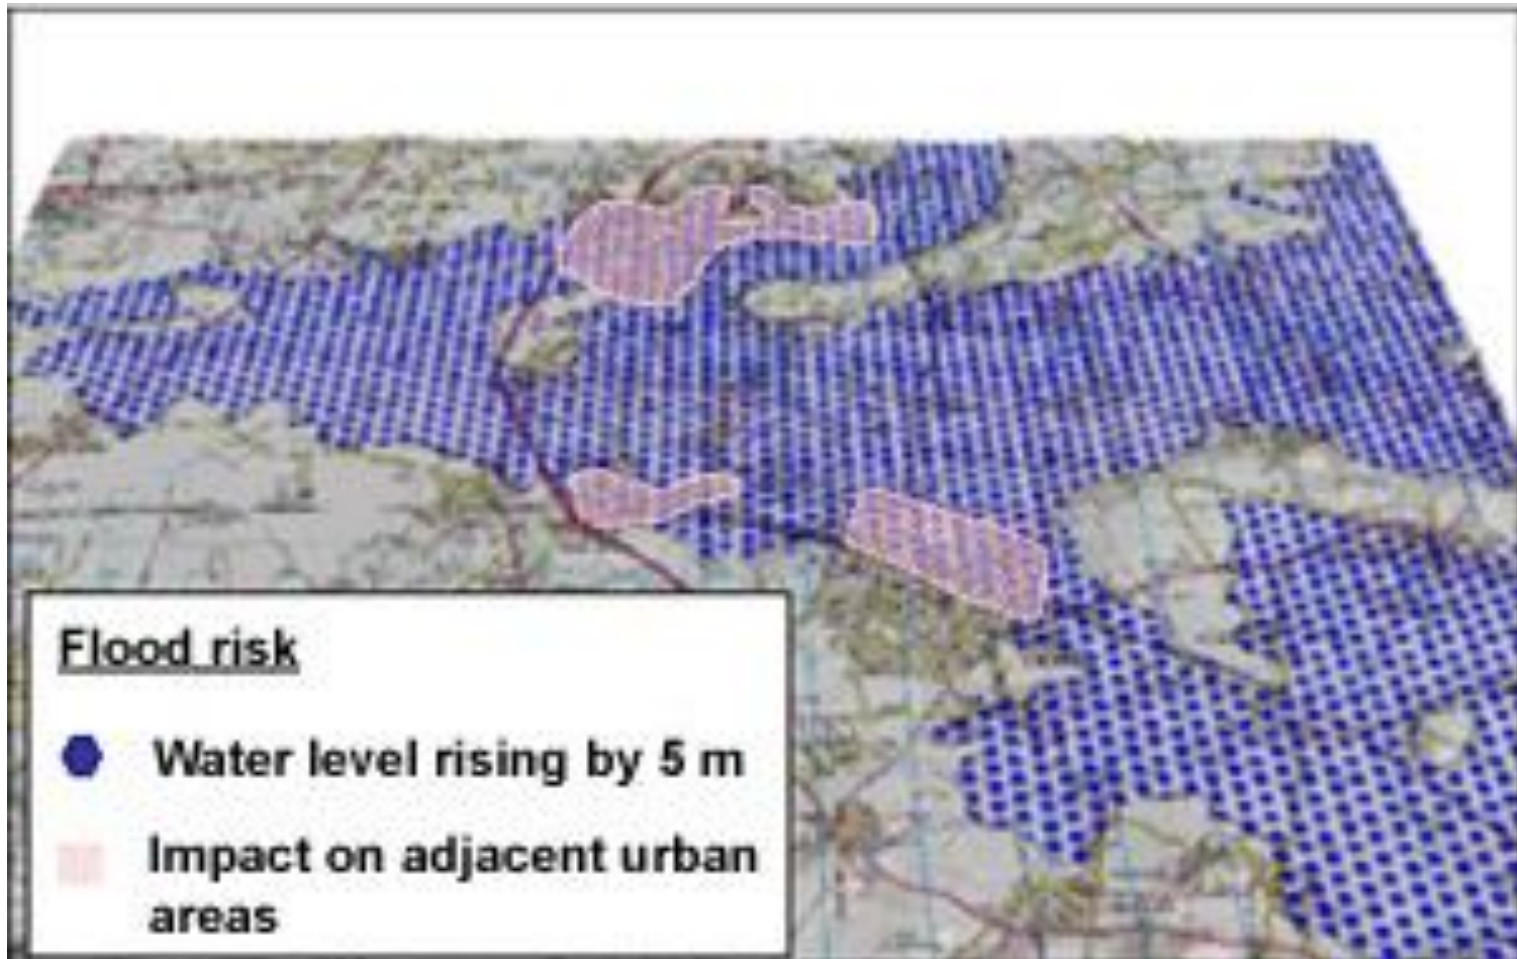 Flood risk
Water level rising by 5 m
Impact on adjacent urban
areas